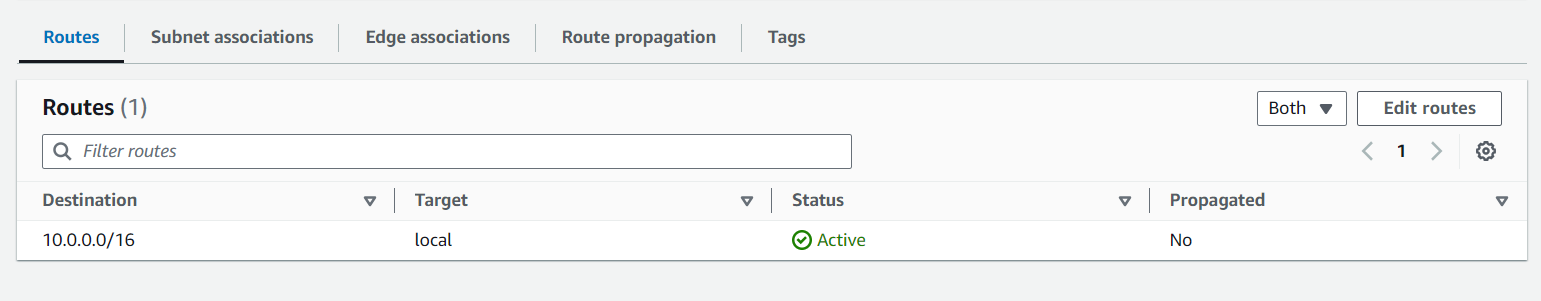 Routes Subnet associations Edge associations Route propagation Tags
Routes (1) Both Edit routes
Filter routes 1
Destination Target Status Propagated
10.0.0.0/16 local Active No